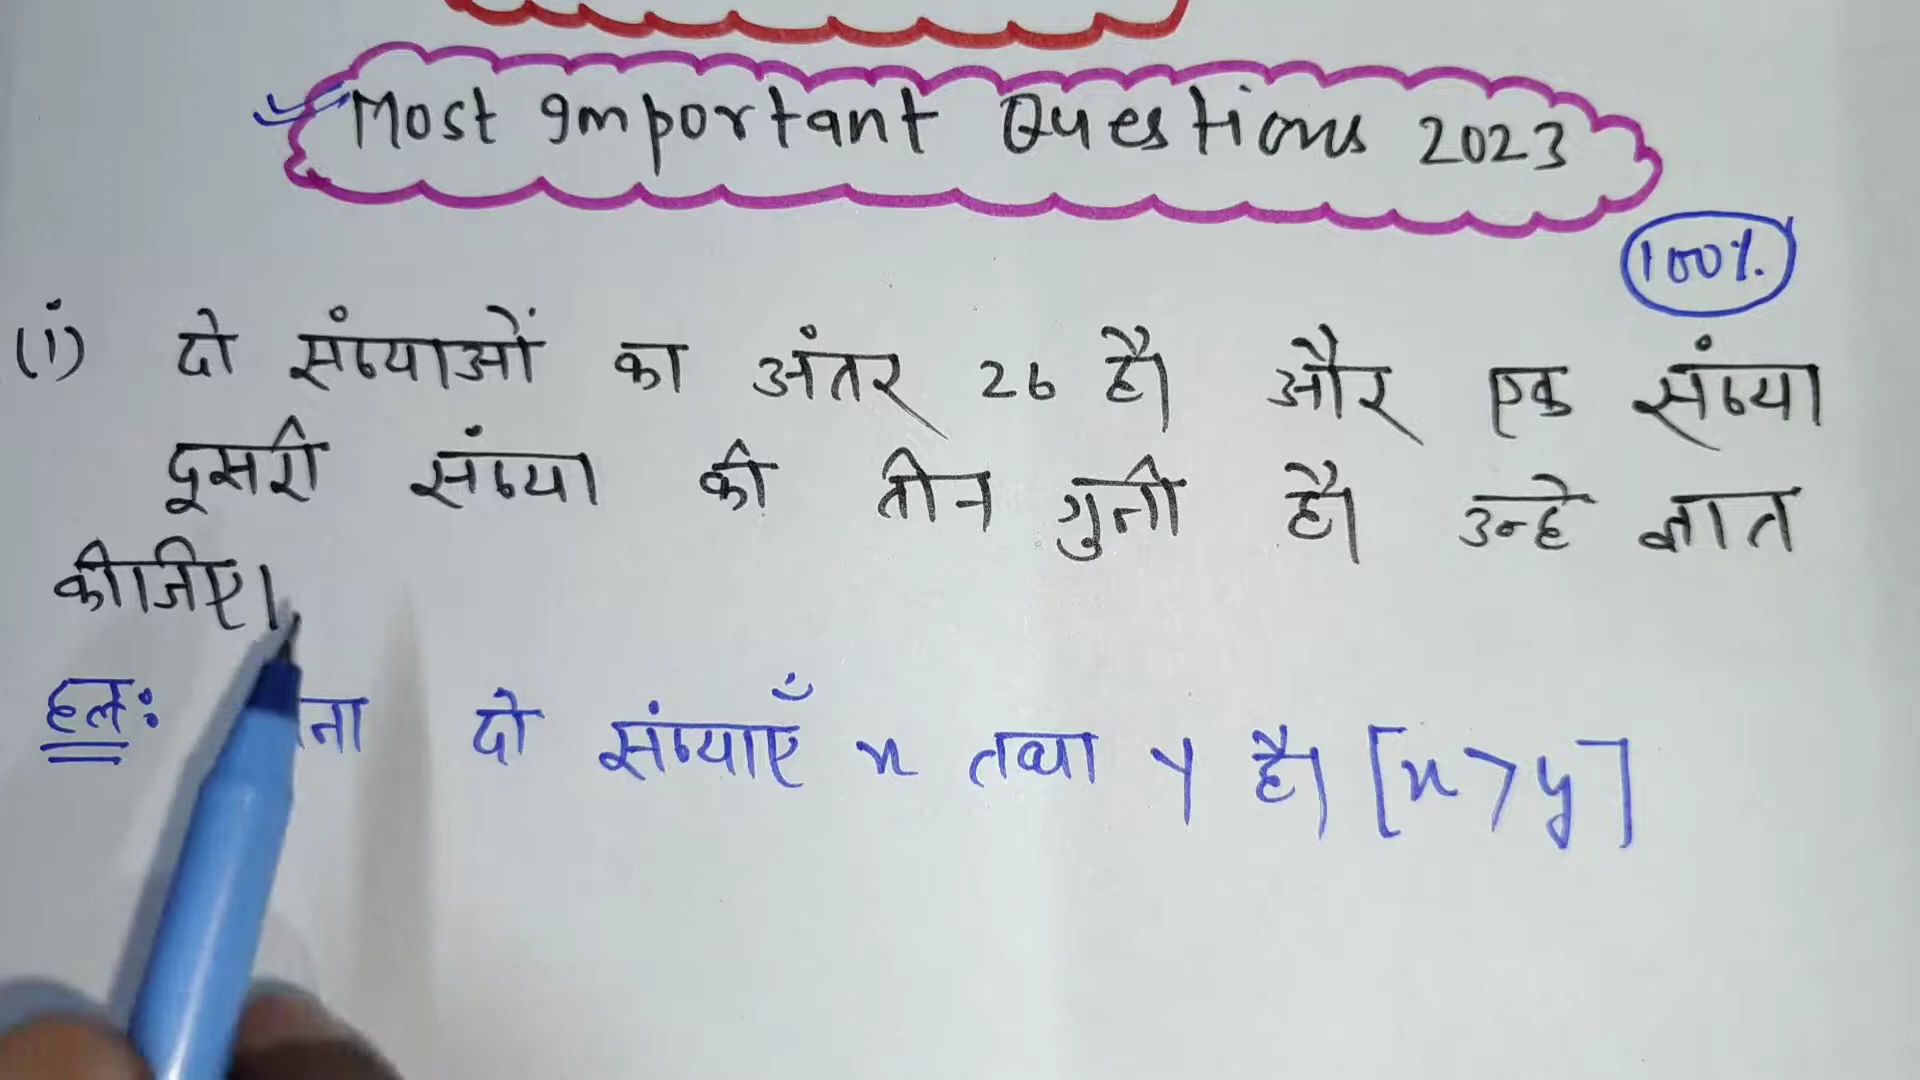 Most Important Questions 2023
100%.
(i) दो संख्याओं का अंतर 26 है। और एक संख्या
दूसरी संख्या की तीन गुनी है। उन्हे ज्ञात
कीजिए।
हल: दो संख्याएँ x तथा y है। [x>y]